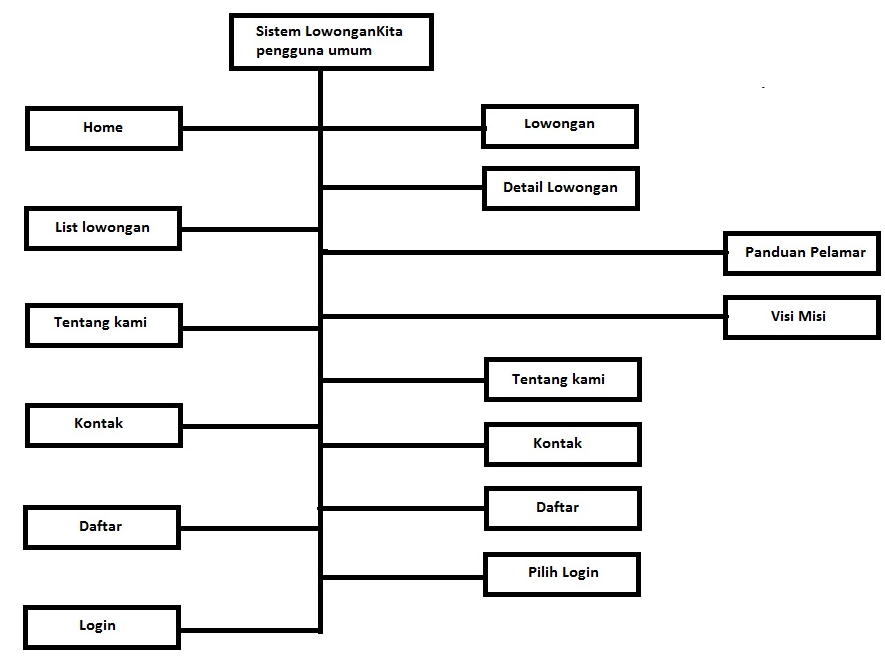 Sistem LowonganKita
pengguna umum
Home
Lowongan
Detail Lowongan
List lowongan
Panduan Pelamar
Visi Misi
Tentang kami
Tentang kami
Kontak
Kontak
Daftar
Daftar
Pilih Login
Login